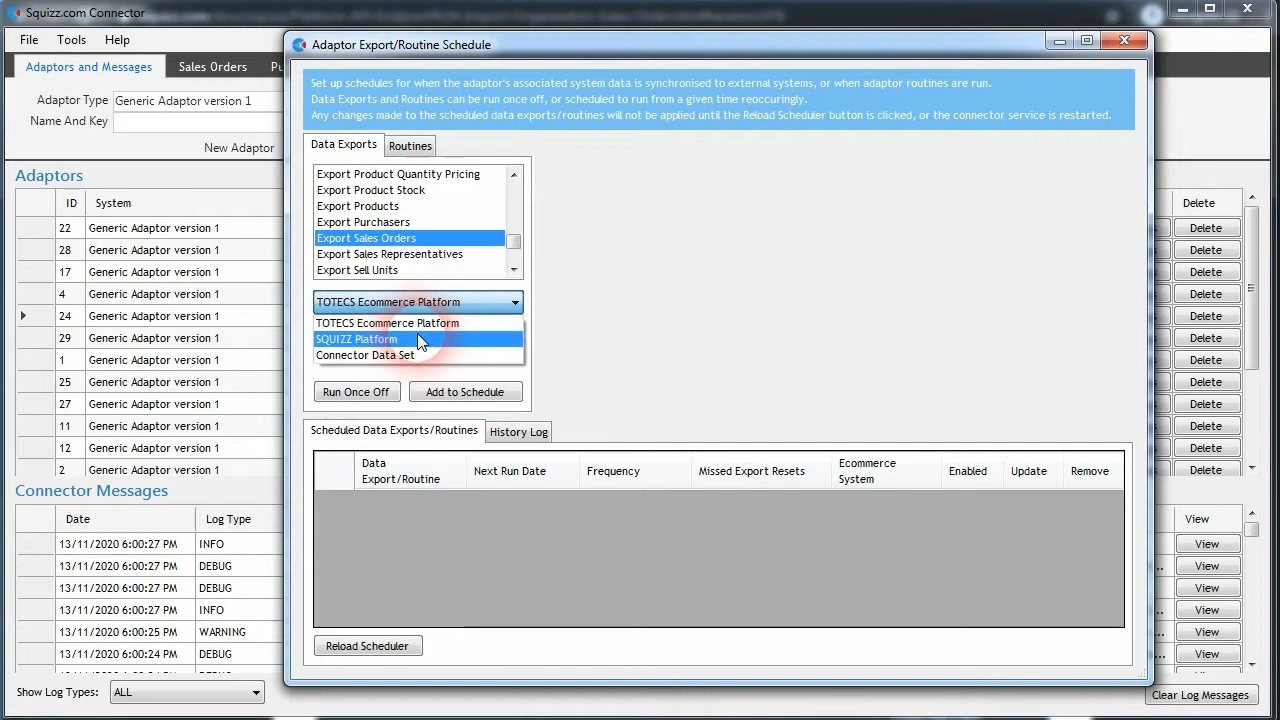 Squizz.com Connector
File Tools Help
Adaptors and Messages Sales Orders Pu
Adaptor Type Generic Adaptor version 1
Name And Key
New Adaptor
Adaptors
ID System
22 Generic Adaptor version 1
28 Generic Adaptor version 1
17 Generic Adaptor version 1
4 Generic Adaptor version 1
24 Generic Adaptor version 1
29 Generic Adaptor version 1
1 Generic Adaptor version 1
25 Generic Adaptor version 1
27 Generic Adaptor version 1
11 Generic Adaptor version 1
12 Generic Adaptor version 1
2 Generic Adaptor version 1
Connector Messages
Date Log Type
13/11/2020 6:00:27 PM INFO
13/11/2020 6:00:27 PM DEBUG
13/11/2020 6:00:27 PM DEBUG
13/11/2020 6:00:27 PM INFO
13/11/2020 6:00:25 PM WARNING
13/11/2020 6:00:24 PM DEBUG
Show Log Types: ALL
Adaptor Export/Routine Schedule
Set up schedules for when the adaptor's associated system data is synchronised to external systems, or when adaptor routines are run.
Data Exports and Routines can be run once off, or scheduled to run from a given time reoccuringly.
Any changes made to the scheduled data exports/routines will not be applied until the Reload Scheduler button is clicked, or the connector service is restarted.
Data Exports Routines
Export Product Quantity Pricing
Export Product Stock
Export Products
Export Purchasers
Export Sales Orders
Export Sales Representatives
Export Sell Units
TOTECS Ecommerce Platform
TOTECS Ecommerce Platform
SQUIZZ Platform
Connector Data Set
Run Once Off Add to Schedule
Scheduled Data Exports/Routines History Log
Data Export/Routine Next Run Date Frequency Missed Export Resets Ecommerce System Enabled Update Remove
Reload Scheduler
Delete
Delete
Delete
Delete
Delete
Delete
Delete
Delete
Delete
Delete
Delete
Delete
Delete
View
View
View
View
View
View
View
Clear Log Messages